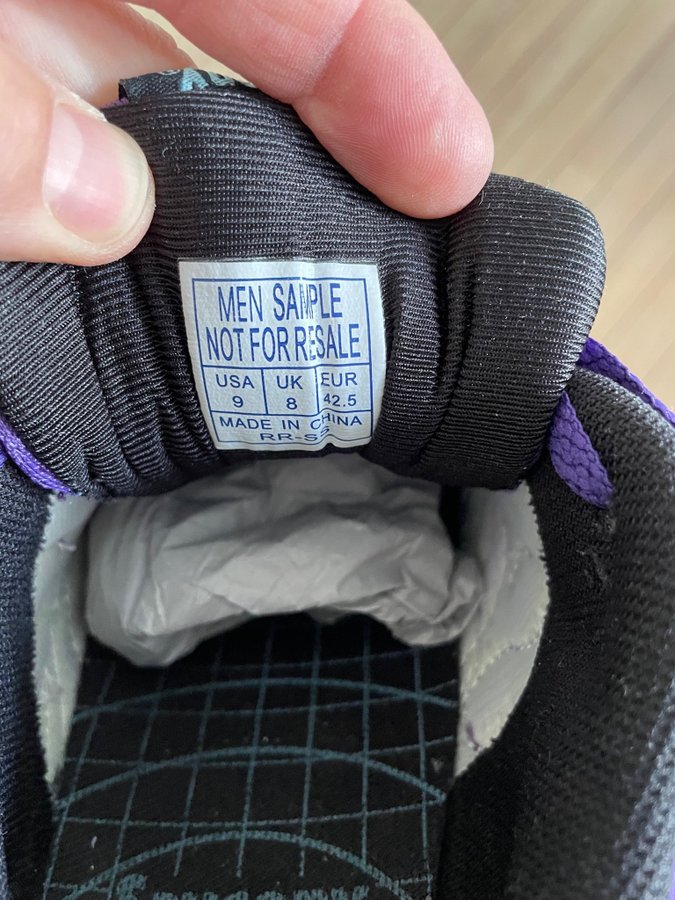 MEN SAMPLE
NOT FOR RESALE
USA UK EUR
9 8 42.5
MADE IN CHINA